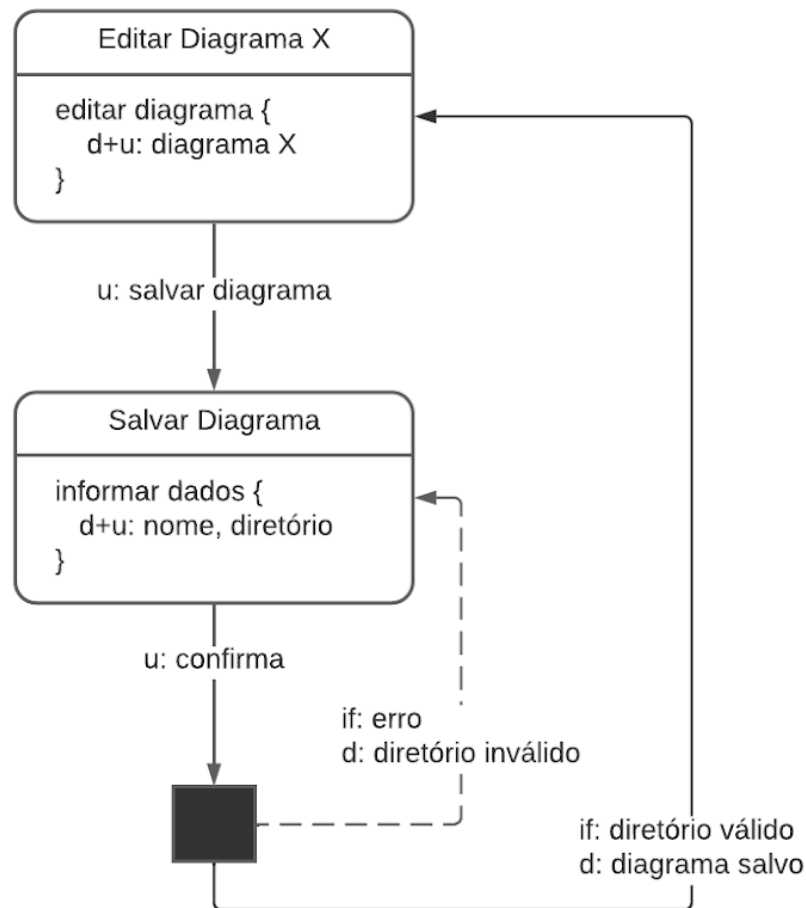 Editar Diagrama X
editar diagrama {
d+u: diagrama X
}
u: salvar diagrama
Salvar Diagrama
informar dados {
d+u: nome, diretório
}
u: confirma
if: erro
d: diretório inválido
if: diretório válido
d: diagrama salvo